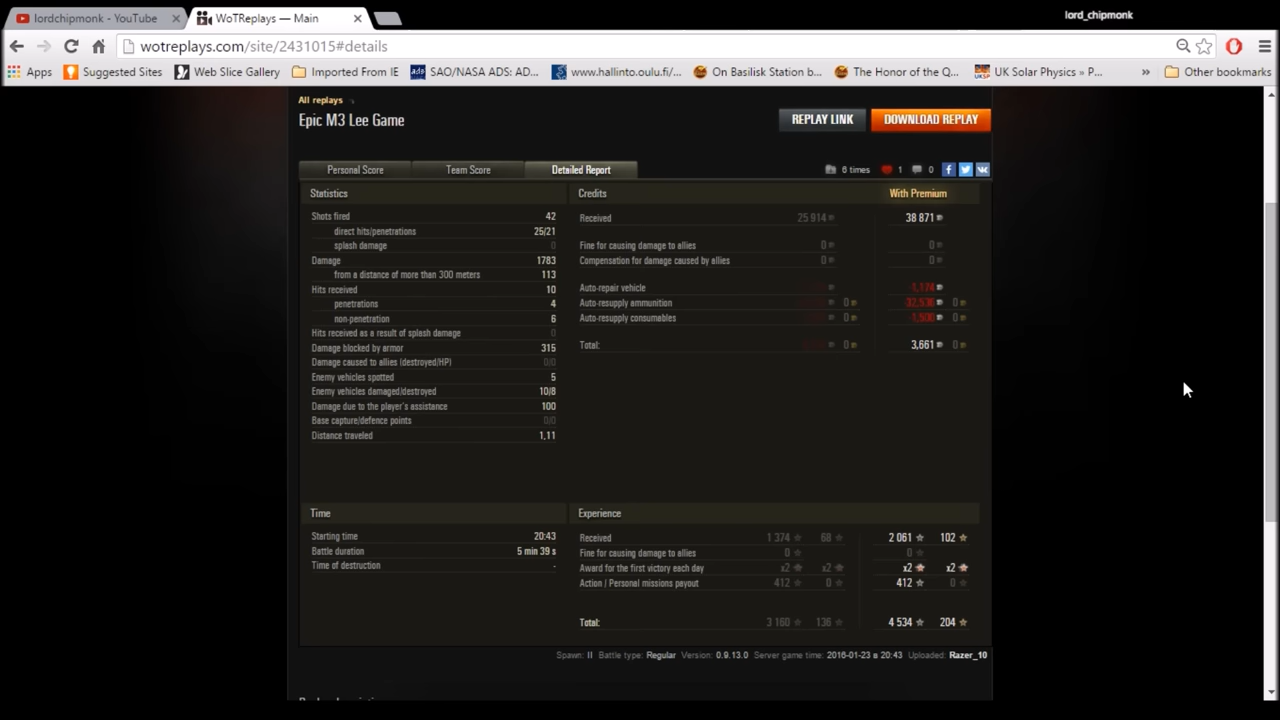 lordchipmonk - YouTube
WoTReplays — Main
lord_chipmonk
wotreplays.com/site/2431015#details
Apps
Suggested Sites
Web Slice Gallery
Imported From IE
SAO/NASA ADS: AD...
www.hallinto.oulu.fi/...
On Basilisk Station b...
The Honor of the Q...
UK Solar Physics » P...
»
Other bookmarks
All replays
Epic M3 Lee Game
REPLAY LINK
DOWNLOAD REPLAY
Personal Score
Team Score
Detailed Report
6 times
1
0
Statistics
Shots fired 42
direct hits/penetrations 25/21
splash damage 0
Damage 1783
from a distance of more than 300 meters 113
Hits received 10
penetrations 4
non-penetration 6
Hits received as a result of splash damage 0
Damage blocked by armor 315
Damage caused to allies (destroyed/HP) 0/0
Enemy vehicles spotted 5
Enemy vehicles damaged/destroyed 10/8
Damage due to the player's assistance 100
Base capture/defence points 0/0
Distance traveled 1,11
Credits With Premium
Received 25 914 38 871
Fine for causing damage to allies 0 0
Compensation for damage caused by allies 0 0
Auto-repair vehicle -1,174
Auto-resupply ammunition 0 0
Auto-resupply consumables 0 0
Total: 0 3,661 0
Time
Starting time 20:43
Battle duration 5 min 39 s
Time of destruction -
Experience
Received 1 374 68 2 061 102
Fine for causing damage to allies 0 0
Award for the first victory each day x2 x2 x2 x2
Action / Personal missions payout 412 0 412 0
Total: 3 160 136 4 534 204
Spawn: II Battle type: Regular Version: 0.9.13.0 Server game time: 2016-01-23 в 20:43 Uploaded: Razer_10